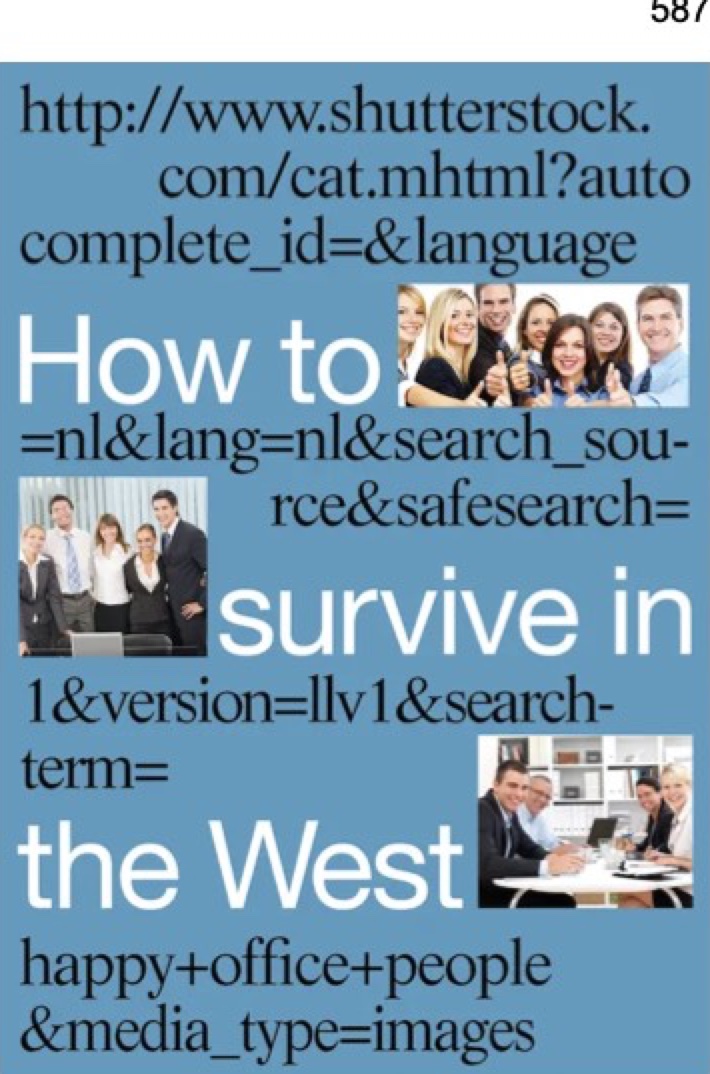 587
http://www.shutterstock.
com/cat.mhtml?auto
complete_id=&language
How to
=nl&lang=nl&search_sou-
rce&safesearch=
survive in
1&version=llv1&search-
term=
the West
happy+office+people
&media_type=images